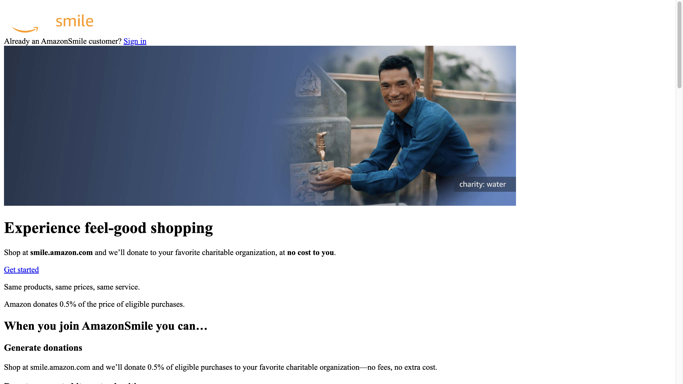 smile
Already an AmazonSmile customer? Sign in
charity: water
Experience feel-good shopping
Shop at smile.amazon.com and we’ll donate to your favorite charitable organization, at no cost to you.
Get started
Same products, same prices, same service.
Amazon donates 0.5% of the price of eligible purchases.
When you join AmazonSmile you can…
Generate donations
Shop at smile.amazon.com and we’ll donate 0.5% of eligible purchases to your favorite charitable organization—no fees, no extra cost.